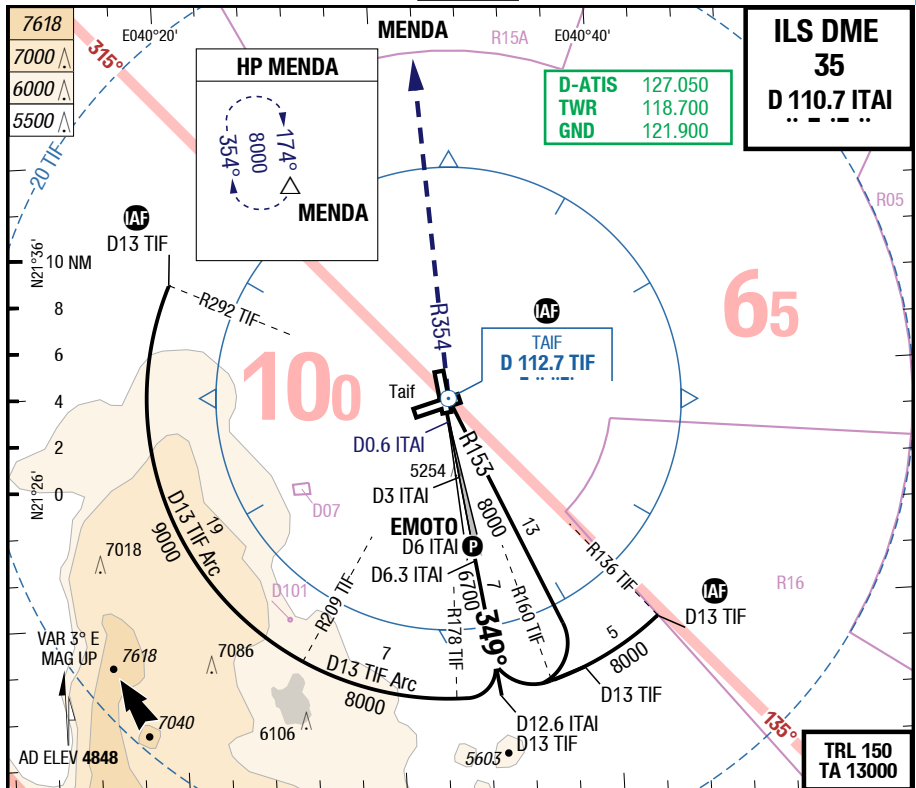 7618
7000
6000
5500
E040°20'
MENDA
R15A
E040°40'
ILS DME
35
D 110.7 ITAI
D-ATIS 127.050
TWR 118.700
GND 121.900
315°
HP MENDA
354°
8000
174°
MENDA
20 TIF
R05
IAF
D13 TIF
N21°36'
10 NM
8
6
4
2
0
N21°26'
R292 TIF
R354
IAF
TAIF
D 112.7 TIF
65
100
Taif
D0.6 ITAI
R153
5254
D3 ITAI
D07
EMOTO
D6 ITAI
P
D6.3 ITAI
8000
13
19
D13 TIF Arc
9000
7018
D101
R209 TIF
6700
7
349°
R178 TIF
R160 TIF
R136 TIF
R16
IAF
D13 TIF
5
8000
D13 TIF
VAR 3° E
MAG UP
7618
7086
7
D13 TIF Arc
8000
7040
6106
D12.6 ITAI
D13 TIF
5603
135°
AD ELEV 4848
TRL 150
TA 13000